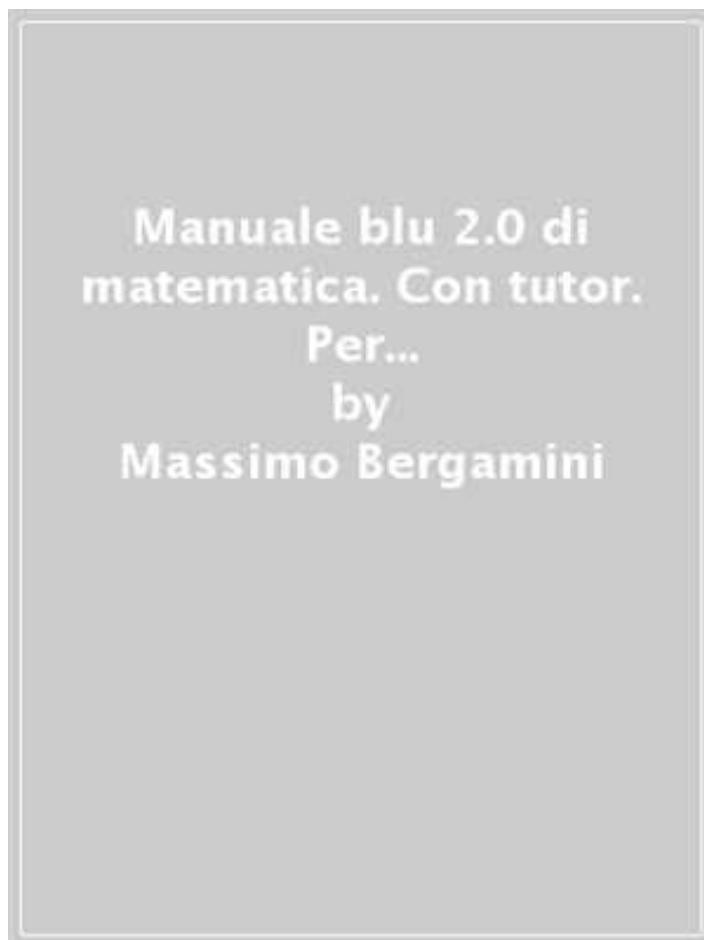 Manuale blu 2.0 di
matematica. Con tutor.
Per...
by
Massimo Bergamini